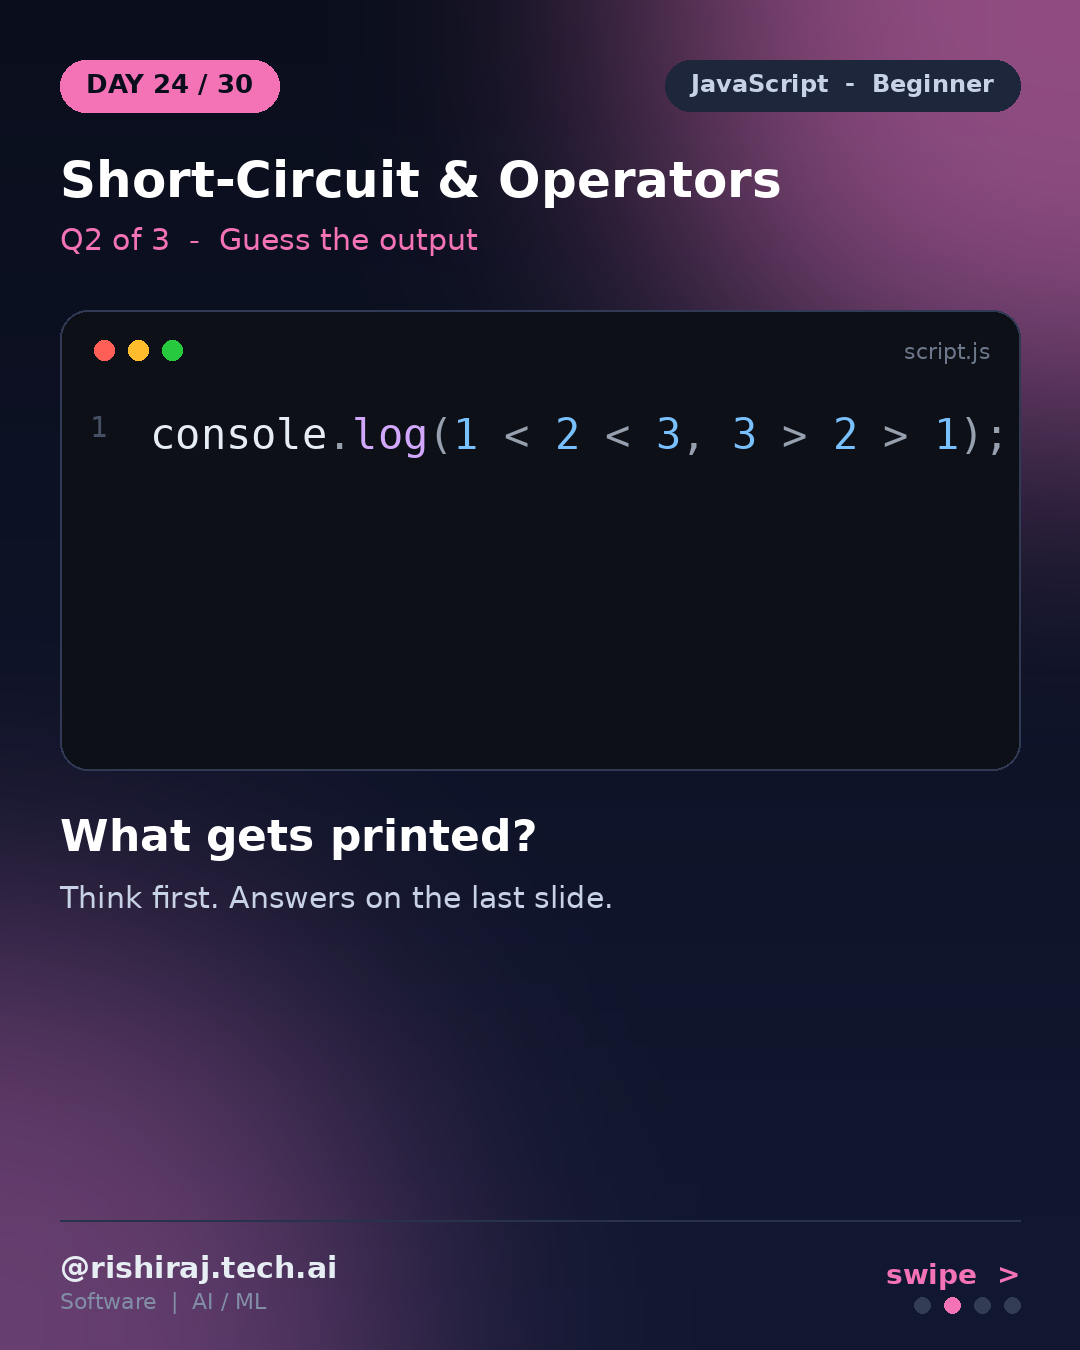 DAY 24 / 30
JavaScript - Beginner
Short-Circuit & Operators
Q2 of 3 - Guess the output
script.js
1 console.log(1 < 2 < 3, 3 > 2 > 1);
What gets printed?
Think first. Answers on the last slide.
@rishiraj.tech.ai
Software | AI / ML
swipe >